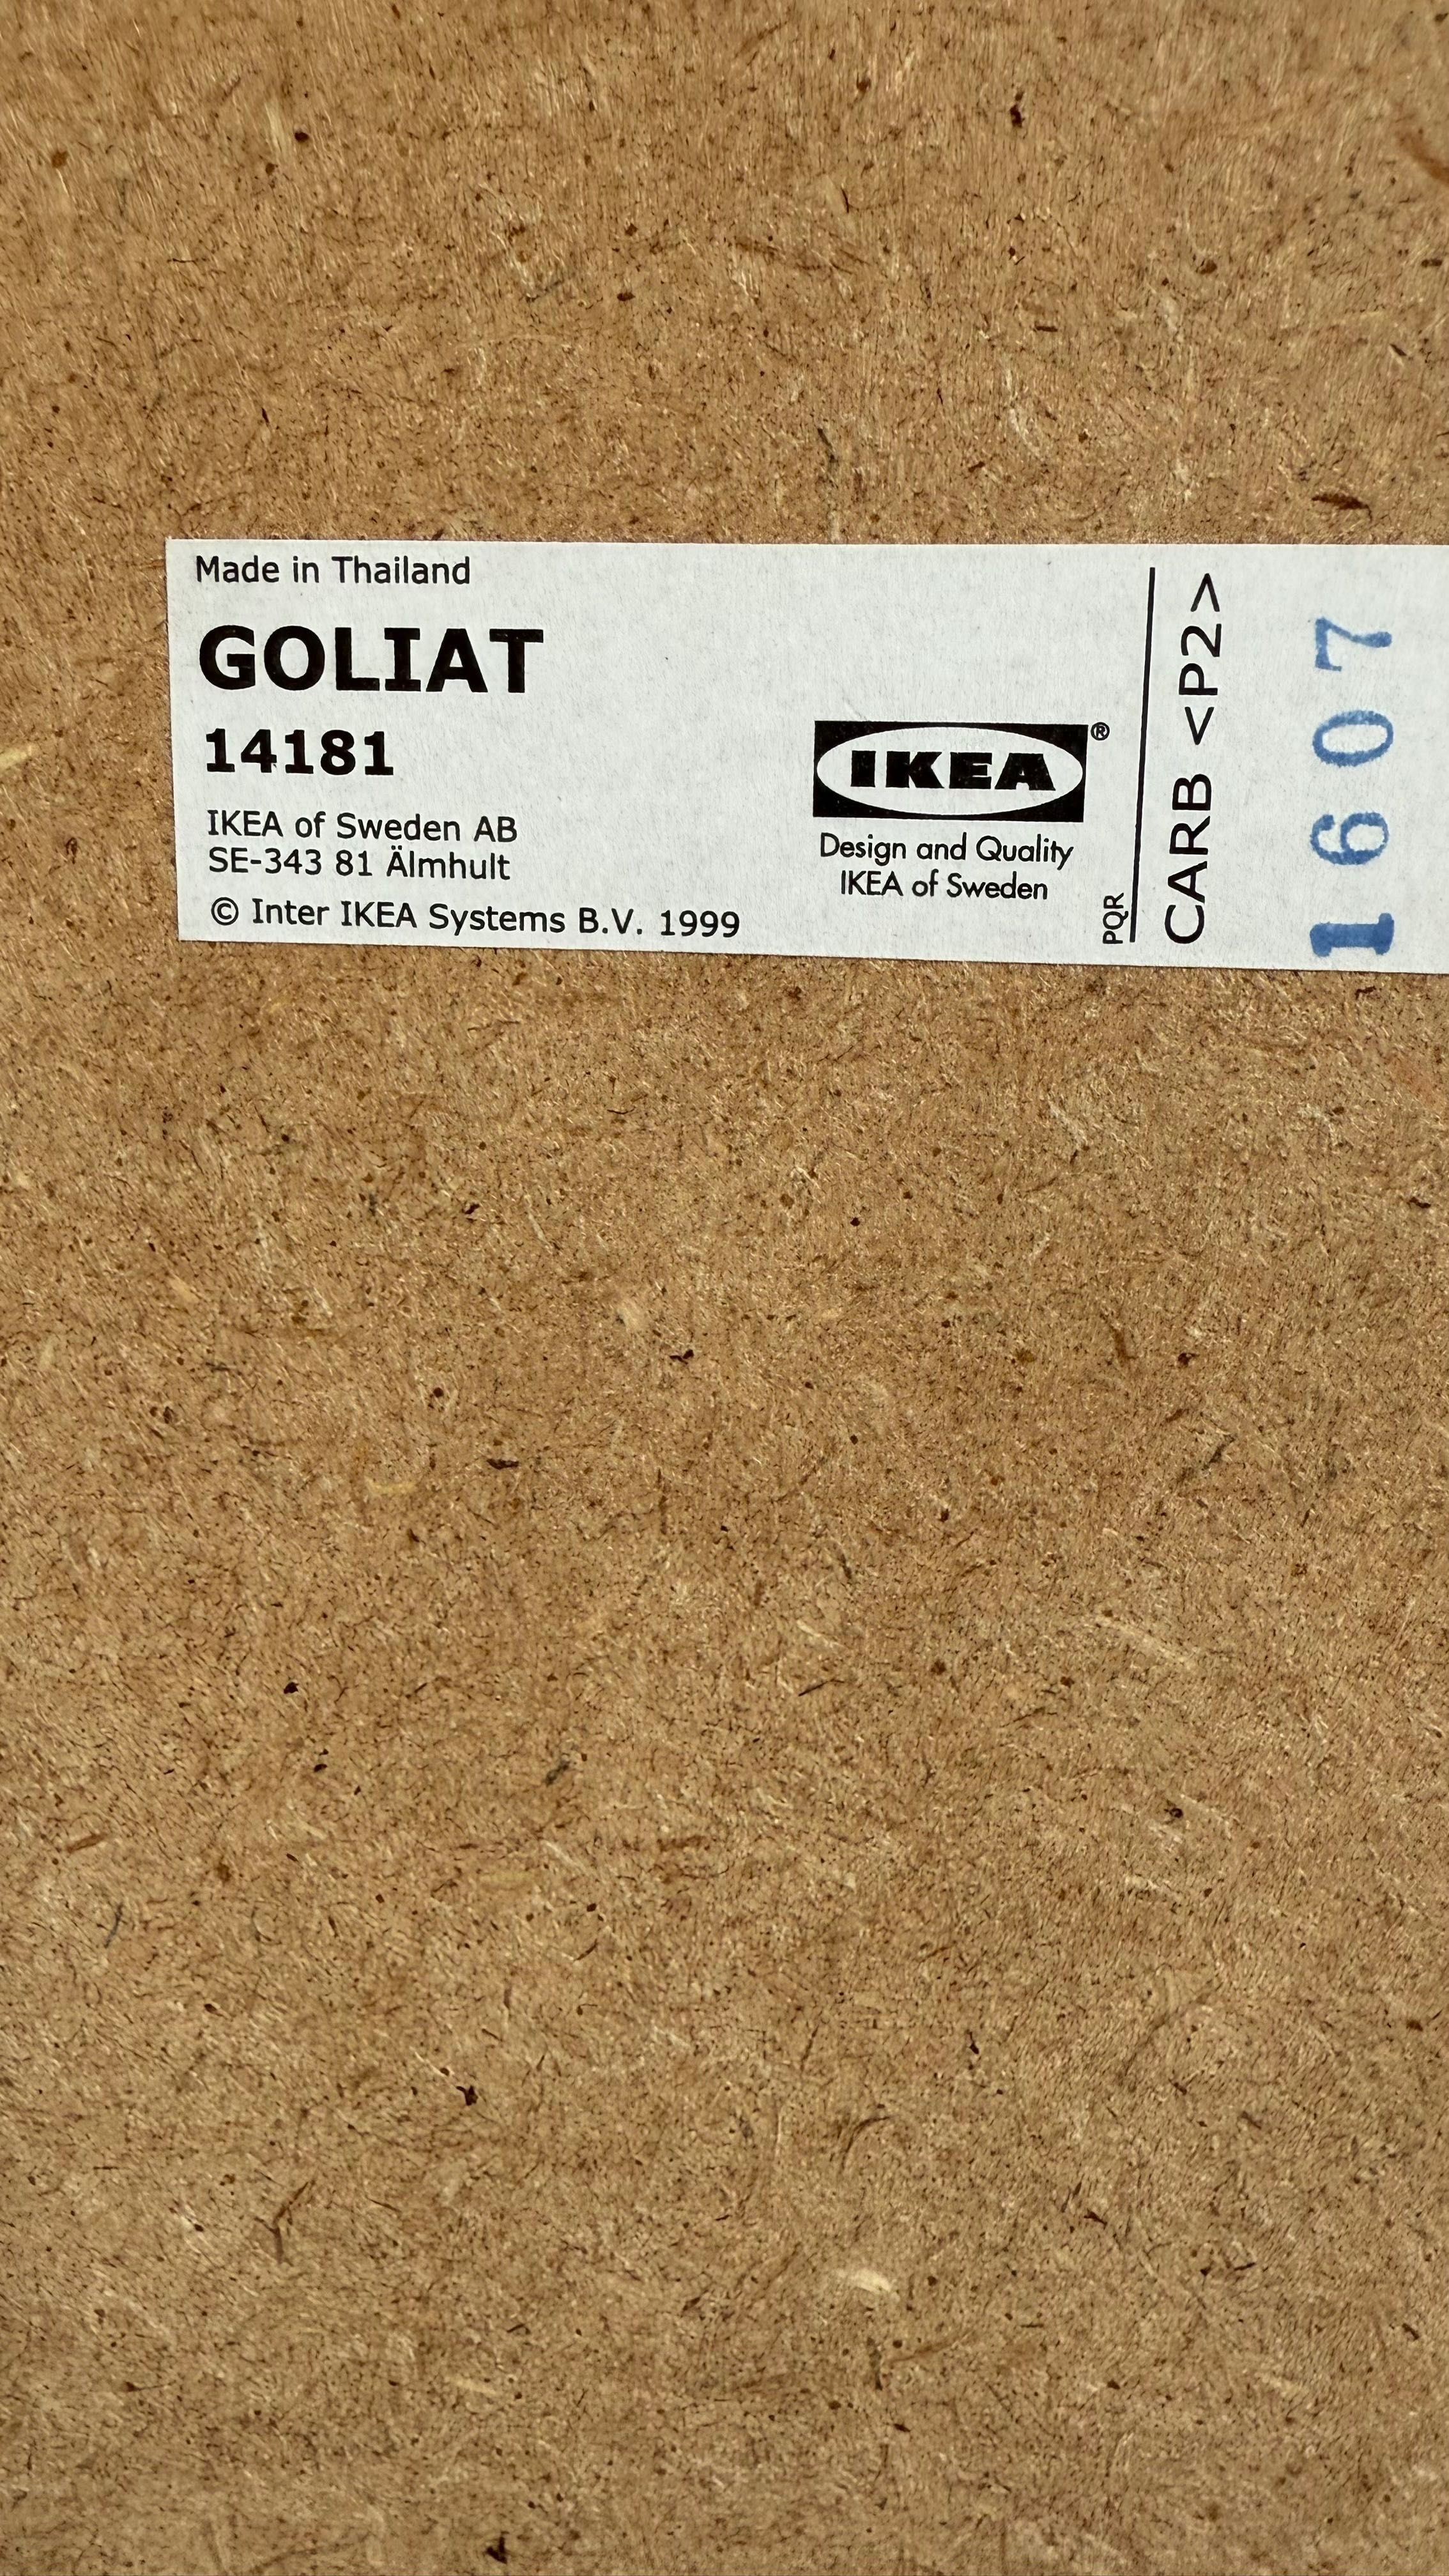 Made in Thailand
GOLIAT
14181
IKEA of Sweden AB
SE-343 81 Älmhult
© Inter IKEA Systems B.V. 1999
IKEA®
Design and Quality
IKEA of Sweden
PQR
CARB <P2>
1607